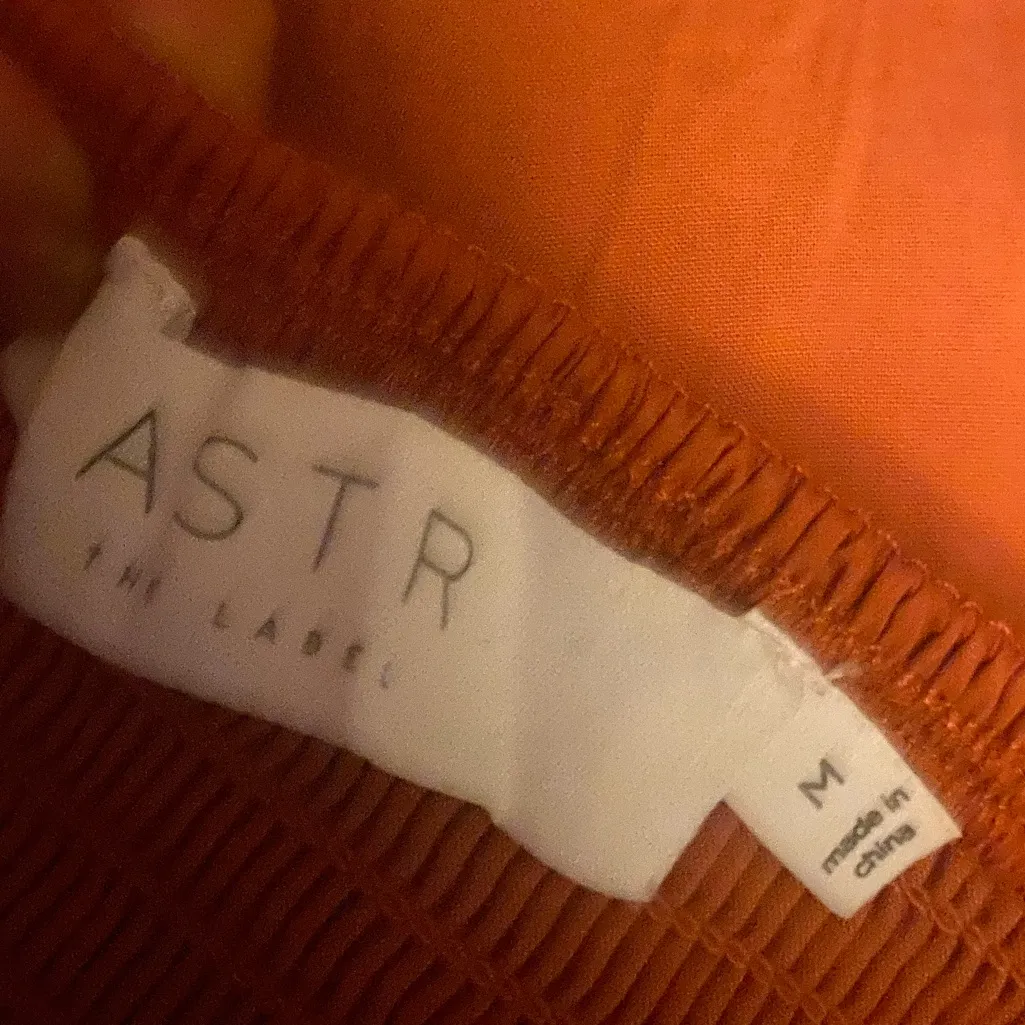 ASTR
THE LABEL
M
made in
china